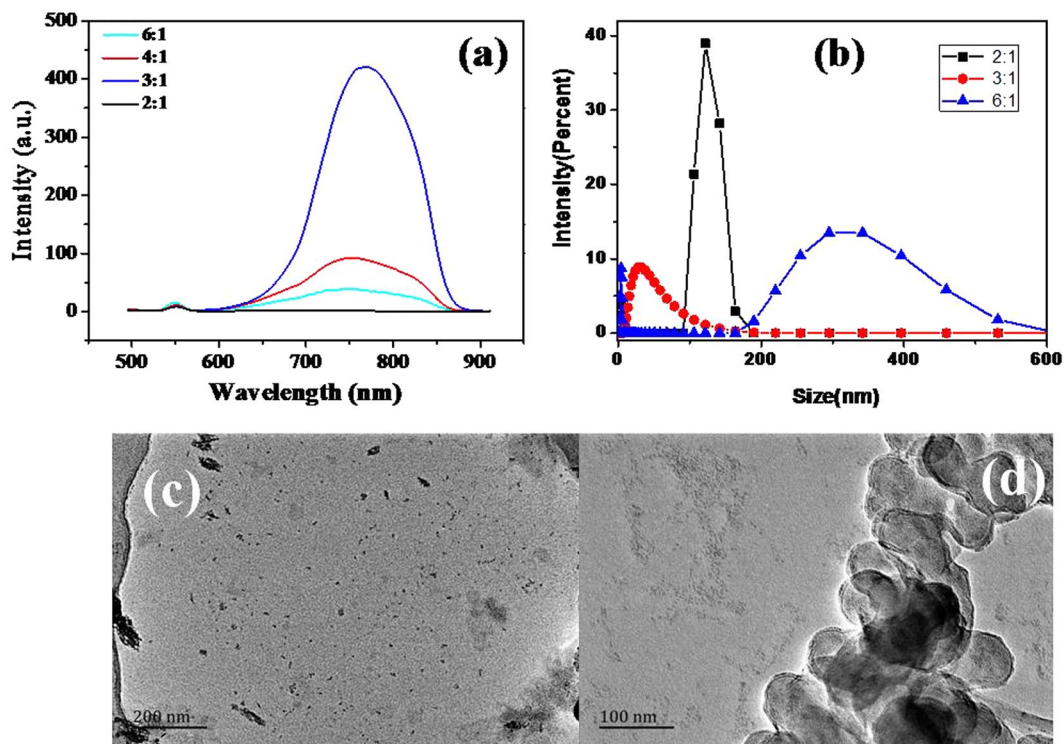 500
400
300
200
100
0
500
600
700
800
900
Intensity (a.u.)
Wavelength (nm)
6:1
4:1
3:1
2:1
(a)
40
30
20
10
0
0
200
400
600
Intensity(Percent)
Size(nm)
2:1
3:1
6:1
(b)
(c)
200 nm
(d)
100 nm